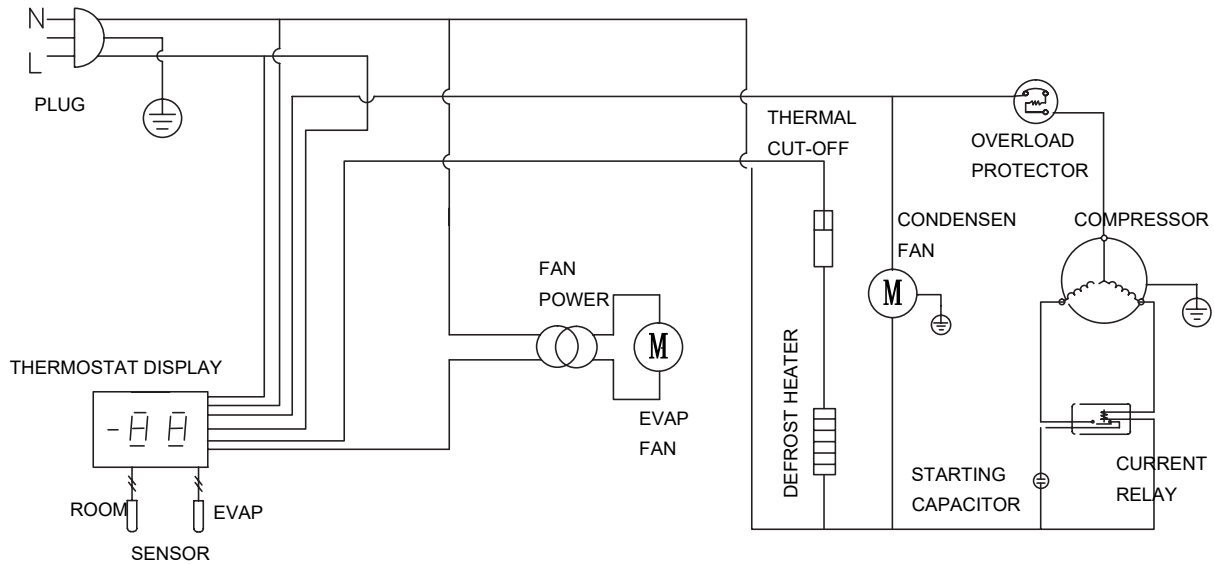 N
L
PLUG
THERMAL
CUT-OFF
OVERLOAD
PROTECTOR
CONDENSEN
FAN
COMPRESSOR
FAN
POWER
M
M
THERMOSTAT DISPLAY
-88
EVAP
FAN
DEFROST HEATER
STARTING
CAPACITOR
CURRENT
RELAY
ROOM
EVAP
SENSOR